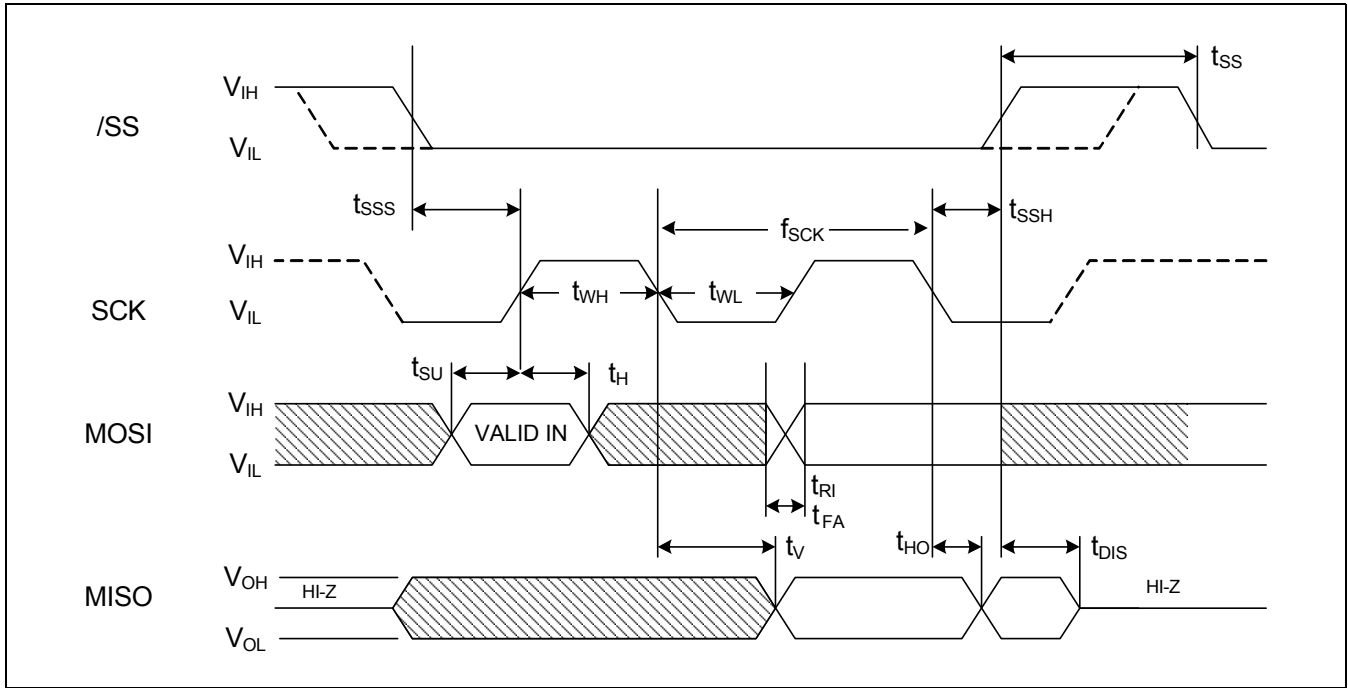 tSS
VIH
/SS
VIL
tSSS
fSCK
tSSH
VIH
tWH
tWL
SCK
VIL
tSU
tH
VIH
MOSI
VALID IN
VIL
tRI
tFA
tV
tHO
tDIS
VOH
HI-Z
HI-Z
MISO
VOL